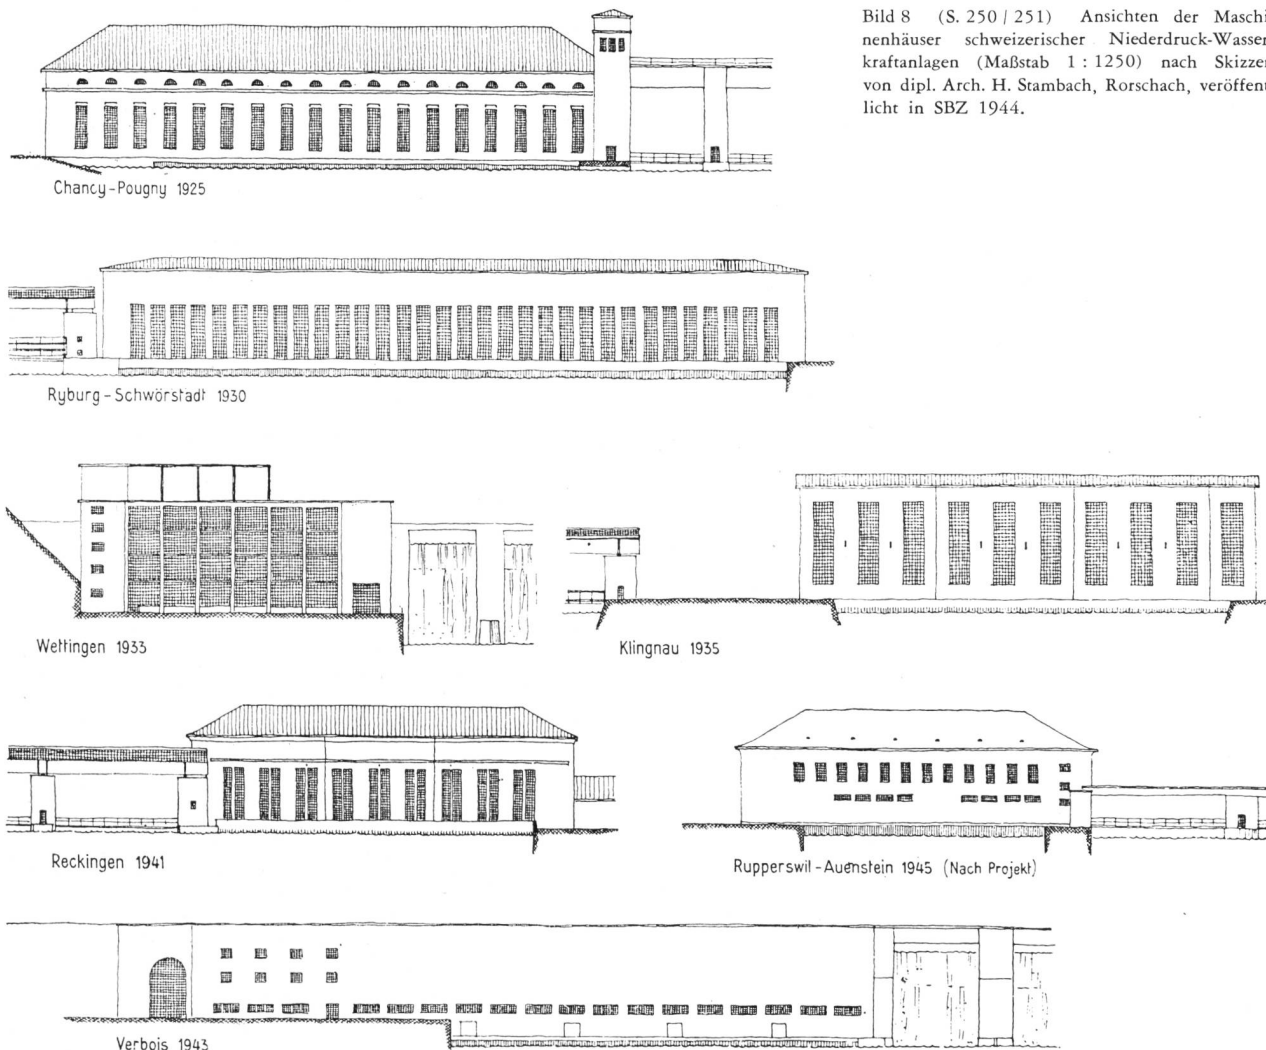 Bild 8 (S. 250 / 251) Ansichten der Maschi
nenhäuser schweizerischer Niederdruck-Wasser
kraftanlagen (Maßstab 1 : 1250) nach Skizzen
von dipl. Arch. H. Stambach, Rorschach, veröffent
licht in SBZ 1944.
Chancy-Pougny 1925
Ryburg-Schwörstadt 1930
Wettingen 1933
Klingnau 1935
Reckingen 1941
Rupperswil-Auenstein 1945 (Nach Projekt)
Verbois 1943